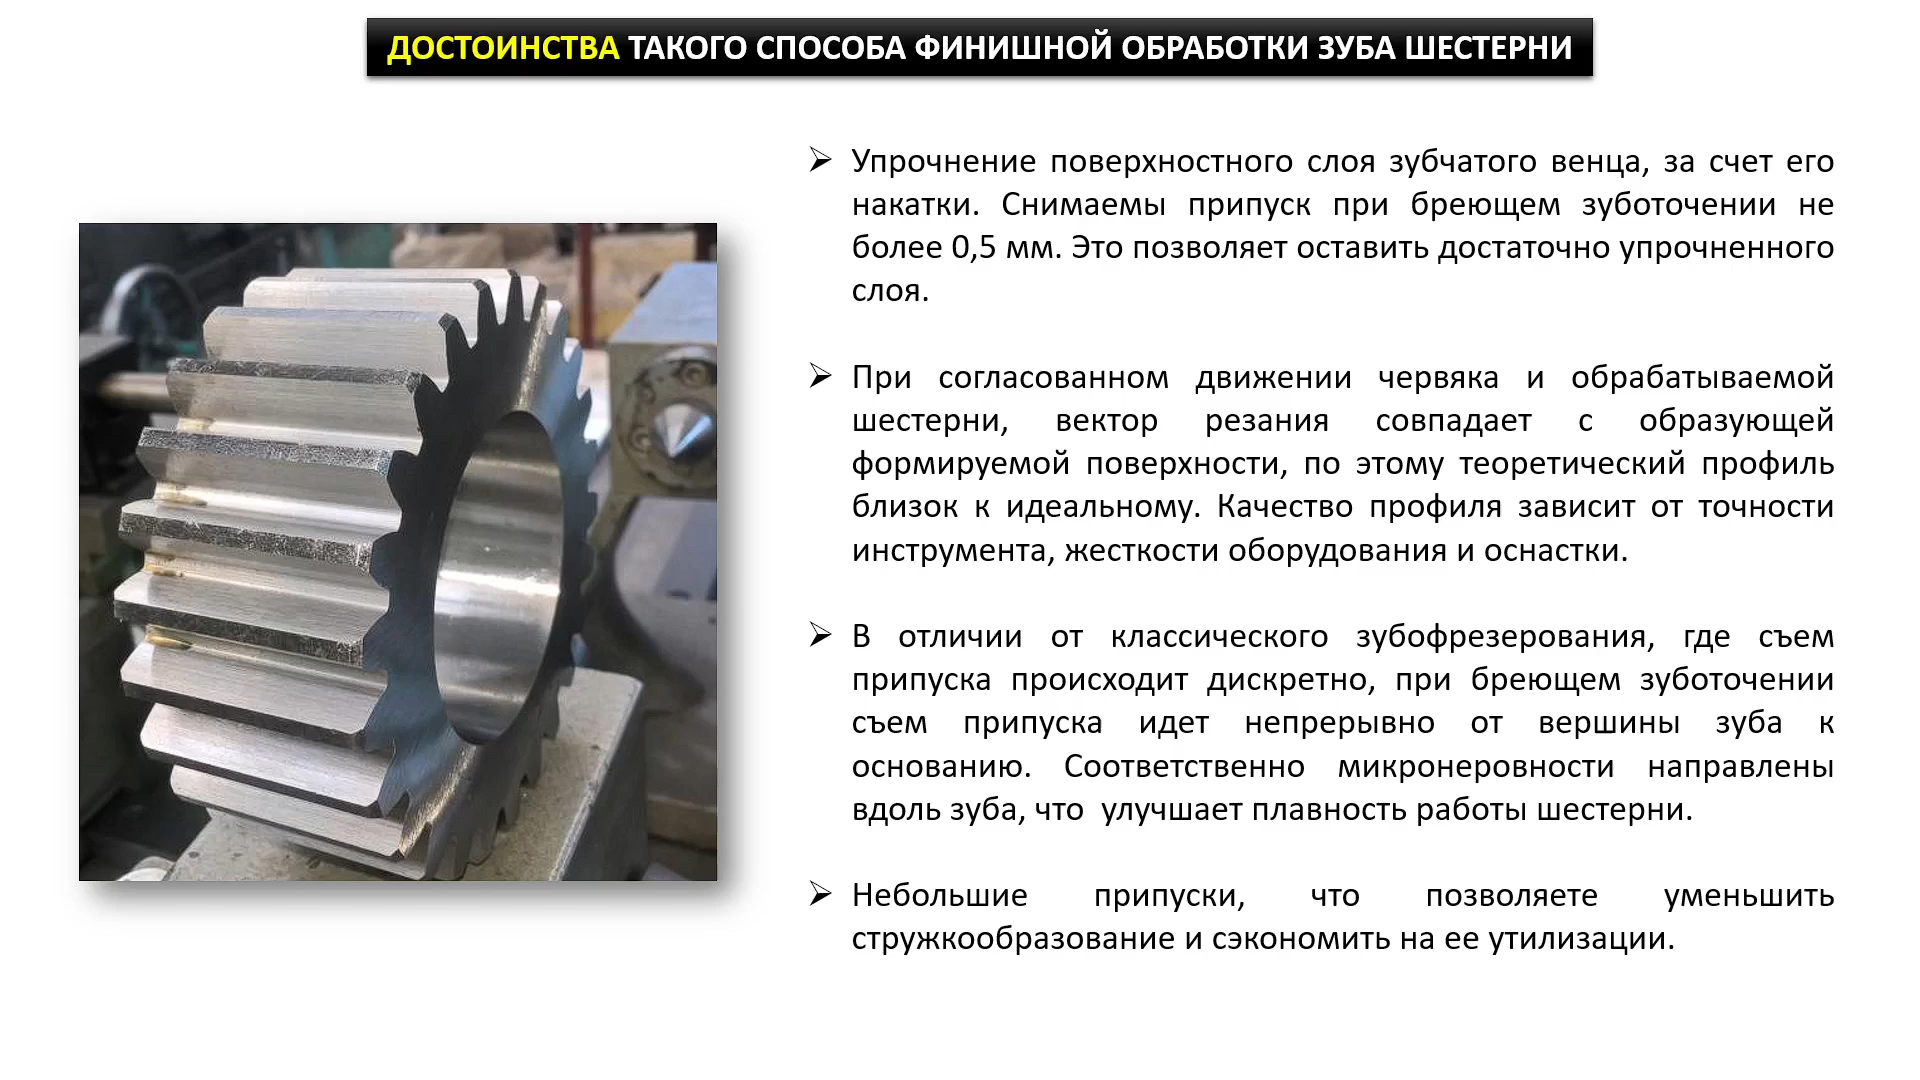 ДОСТОИНСТВА ТАКОГО СПОСОБА ФИНИШНОЙ ОБРАБОТКИ ЗУБА ШЕСТЕРНИ
Упрочнение поверхностного слоя зубчатого венца, за счет его
накатки. Снимаемы припуск при бреющем зуботочении не
более 0,5 мм. Это позволяет оставить достаточно упрочненного
слоя.
При согласованном движении червяка и обрабатываемой
шестерни, вектор резания совпадает с образующей
формируемой поверхности, по этому теоретический профиль
близок к идеальному. Качество профиля зависит от точности
инструмента, жесткости оборудования и оснастки.
В отличии от классического зубофрезерования, где съем
припуска происходит дискретно, при бреющем зуботочении
съем припуска идет непрерывно от вершины зуба к
основанию. Соответственно микронеровности направлены
вдоль зуба, что  улучшает плавность работы шестерни.
Небольшие припуски, что позволяете уменьшить
стружкообразование и сэкономить на ее утилизации.